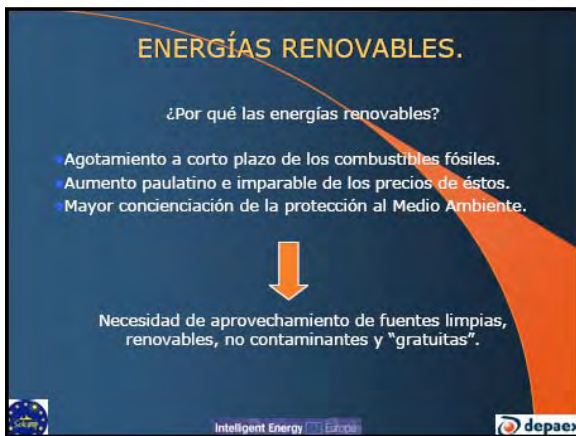 ENERGÍAS RENOVABLES.
¿Por qué las energías renovables?
Agotamiento a corto plazo de los combustibles fósiles.
Aumento paulatino e imparable de los precios de éstos.
Mayor concienciación de la protección al Medio Ambiente.
Necesidad de aprovechamiento de fuentes limpias,
renovables, no contaminantes y “gratuitas”.
Intelligent Energy Europe
depaex